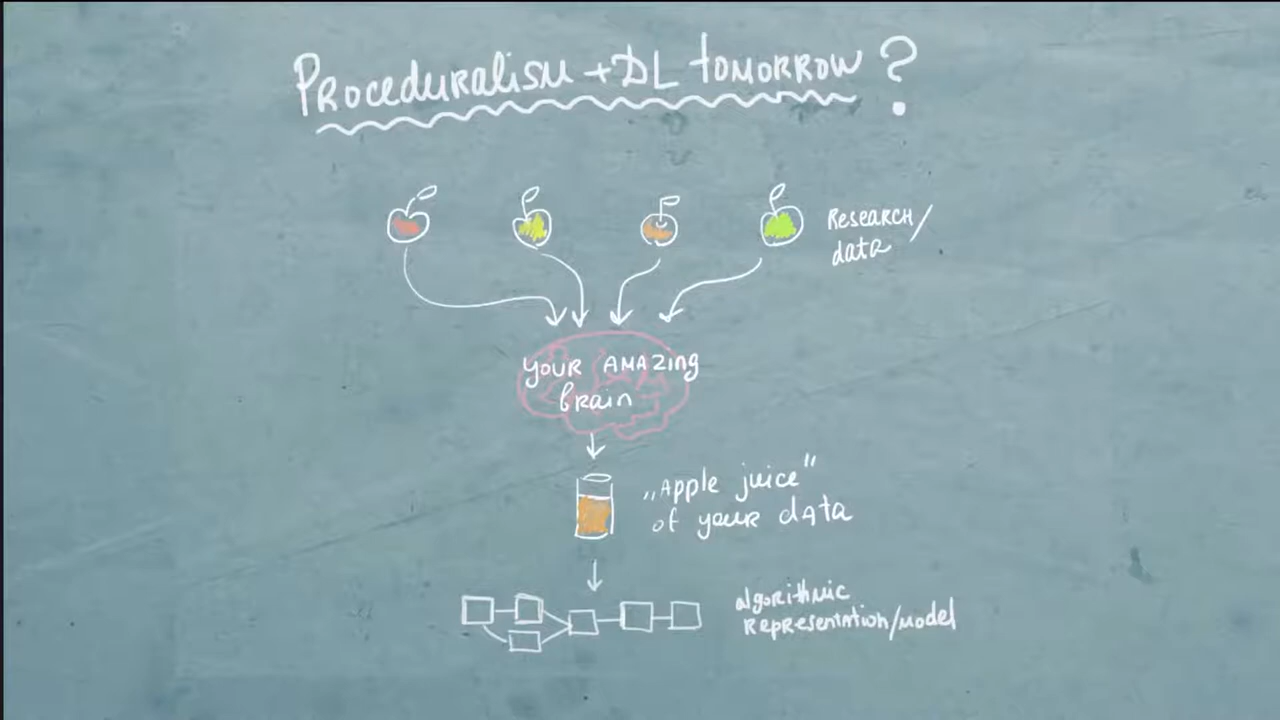 Proceduralism + DL tomorrow?
Research/
data
your amazing
brain
„Apple juice"
of your data
algorithmic
representation/model